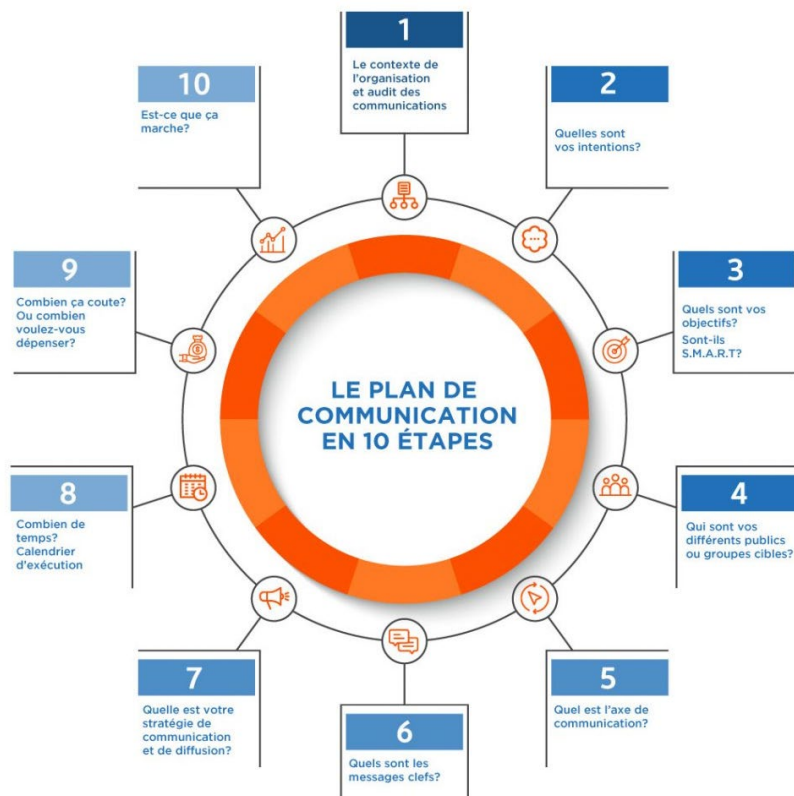 LE PLAN DE
COMMUNICATION
EN 10 ÉTAPES
1
Le contexte de
l'organisation
et audit des
communications
2
Quelles sont
vos intentions?
3
Quels sont vos
objectifs?
Sont-ils
S.M.A.R.T?
4
Qui sont vos
différents publics
ou groupes cibles?
5
Quel est l'axe de
communication?
6
Quels sont les
messages clefs?
7
Quelle est votre
stratégie de
communication
et de diffusion?
8
Combien de
temps?
Calendrier
d'exécution
9
Combien ça coute?
Ou combien
voulez-vous
dépenser?
10
Est-ce que ça
marche?